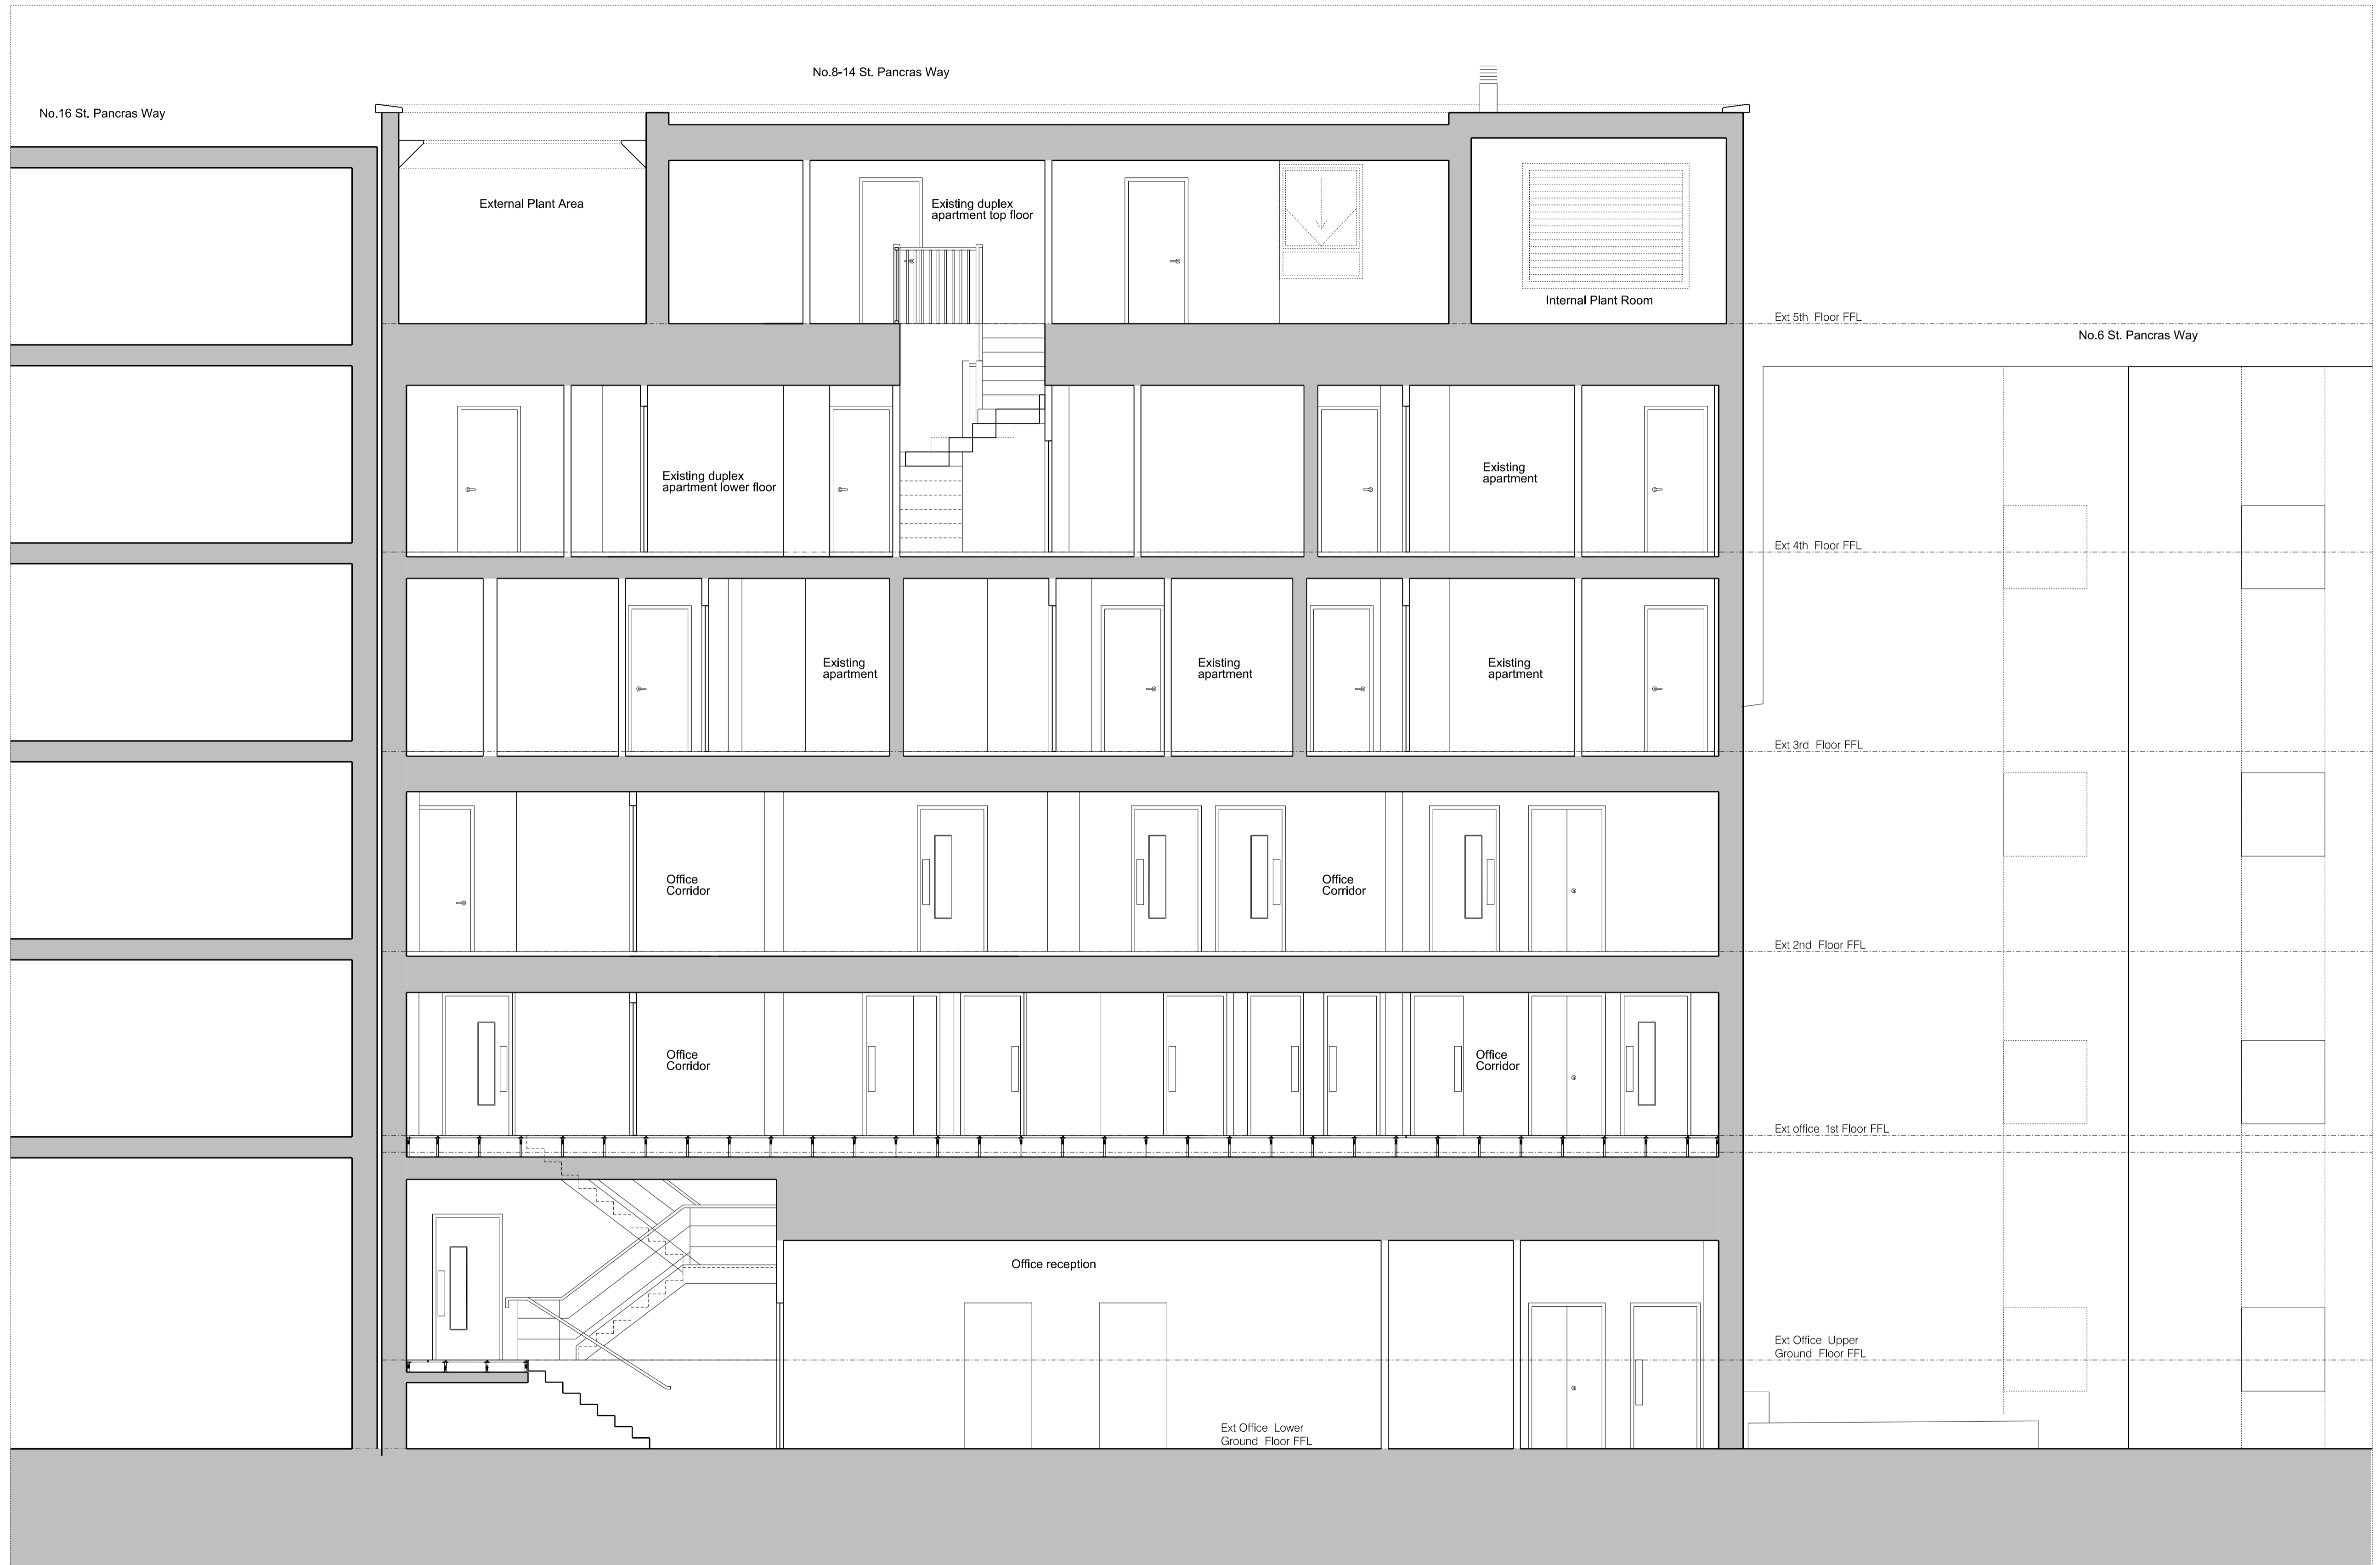 No.8-14 St. Pancras Way
No.16 St. Pancras Way
External Plant Area
Existing duplex
apartment top floor
Internal Plant Room
Ext 5th Floor FFL
No.6 St. Pancras Way
Existing duplex
apartment lower floor
Existing
apartment
Ext 4th Floor FFL
Existing
apartment
Existing
apartment
Existing
apartment
Ext 3rd Floor FFL
Office
Corridor
Office
Corridor
Ext 2nd Floor FFL
Office
Corridor
Office
Corridor
Ext office 1st Floor FFL
Office reception
Ext Office Upper
Ground Floor FFL
Ext Office Lower
Ground Floor FFL